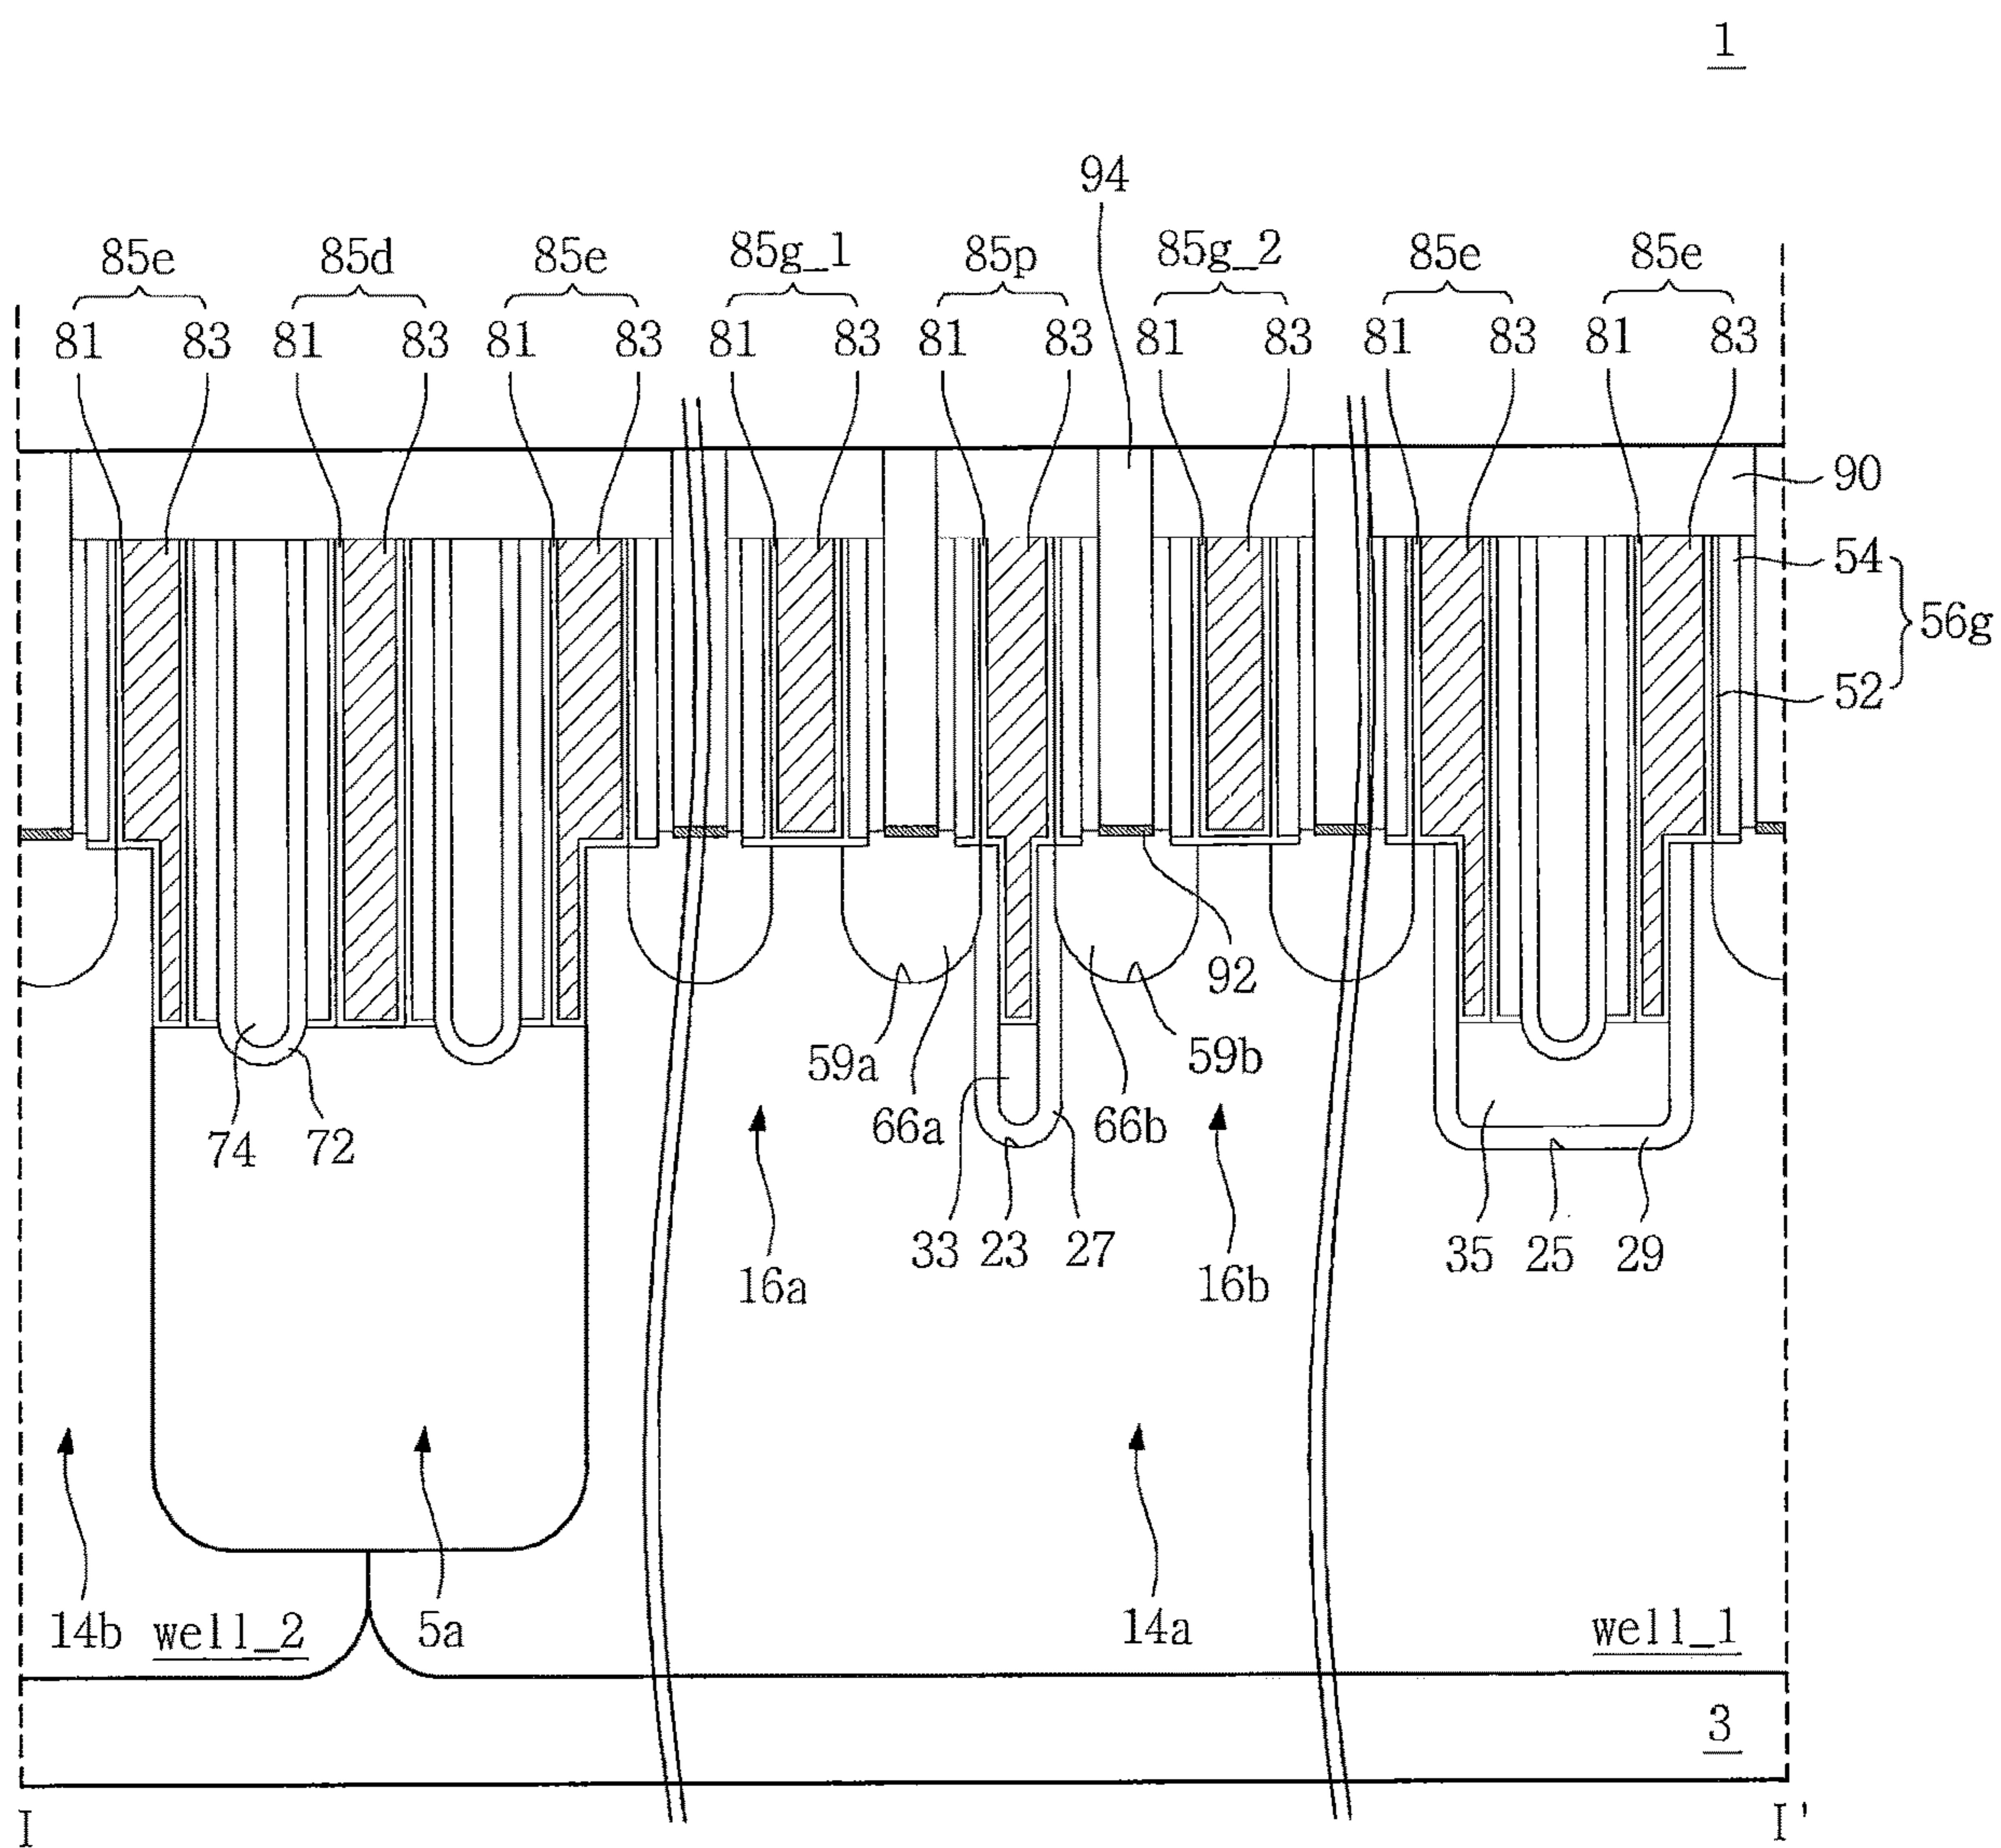 1
94
85e 85d 85e 85g_1 85p 85g_2 85e 85e
81 83 81 83 81 83 81 83 81 83 81 83 81 83 81 83
90
54
56g
52
92
59a 59b
66a 66b
74 72
33 23 27 35 25 29
16a 16b
14b well_2 5a 14a well_1
3
I I'